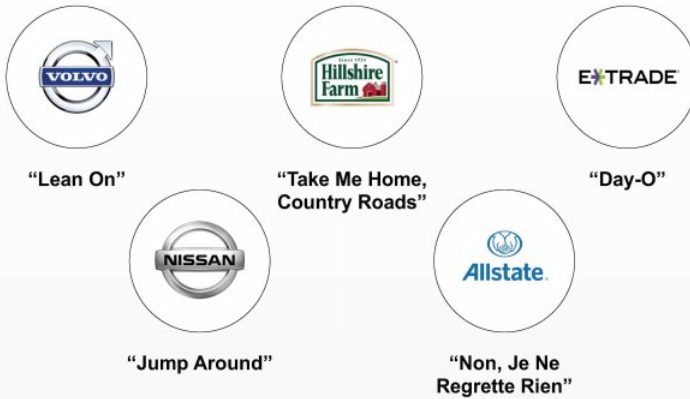 VOLVO
Since 1934
Hillshire
Farm
E*TRADE
“Lean On”
“Take Me Home,
Country Roads”
“Day-O”
NISSAN
Allstate.
“Jump Around”
“Non, Je Ne
Regrette Rien”